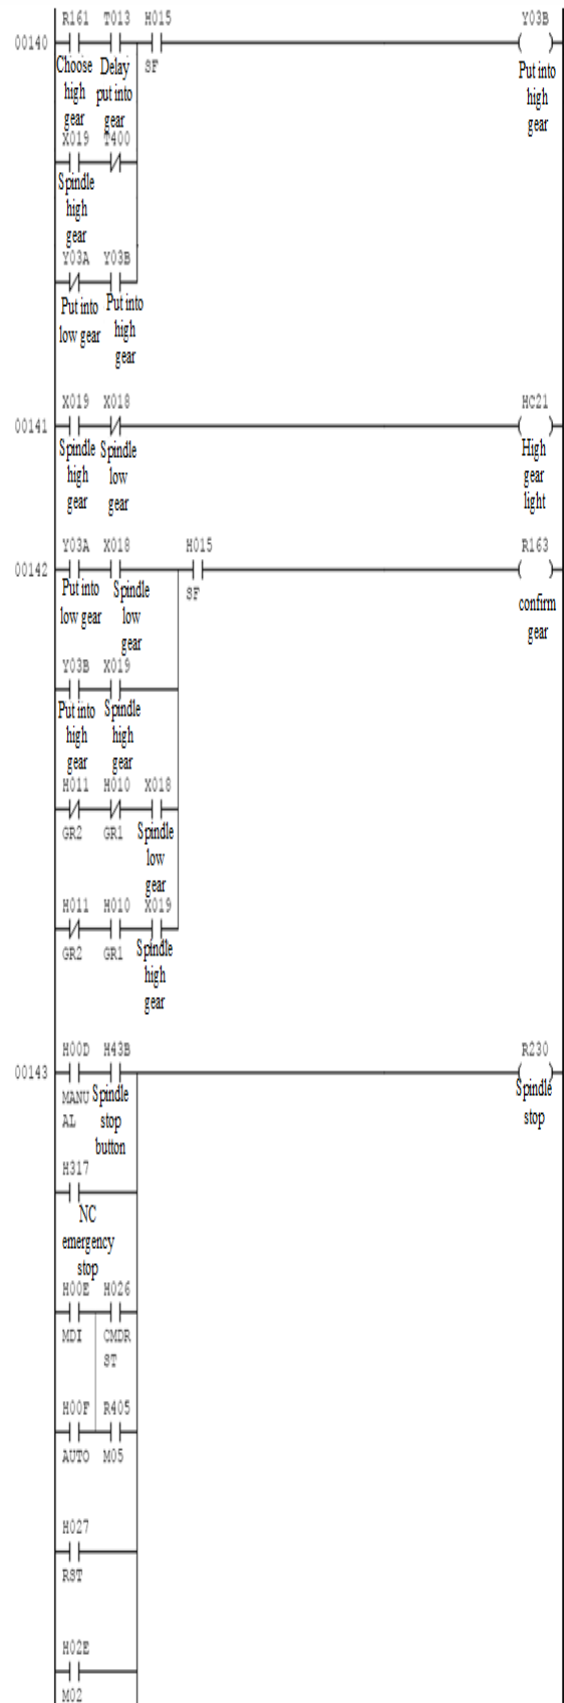 R161 T013 H015 Y03B
00140
Choose Delay SF Put into
high put into high
gear gear gear
X019 T400
Spindle
high
gear
Y03A Y03B
Put into Put into
low gear high
gear
X019 X018 HC21
00141
Spindle Spindle High
high low gear
gear gear light
Y03A X018 H015 R163
00142
Put into Spindle SF confirm
low gear low gear
gear
Y03B X019
Put into Spindle
high high
gear gear
H011 H010 X018
GR2 GR1 Spindle
low
gear
H011 H010 X019
GR2 GR1 Spindle
high
gear
H00D H43B R230
00143
MANU Spindle Spindle
AL stop stop
button
H317
NC
emergency
stop
H00E H026
MDI CMDR
ST
H00F R405
AUTO M05
H027
RST
H02E
M02